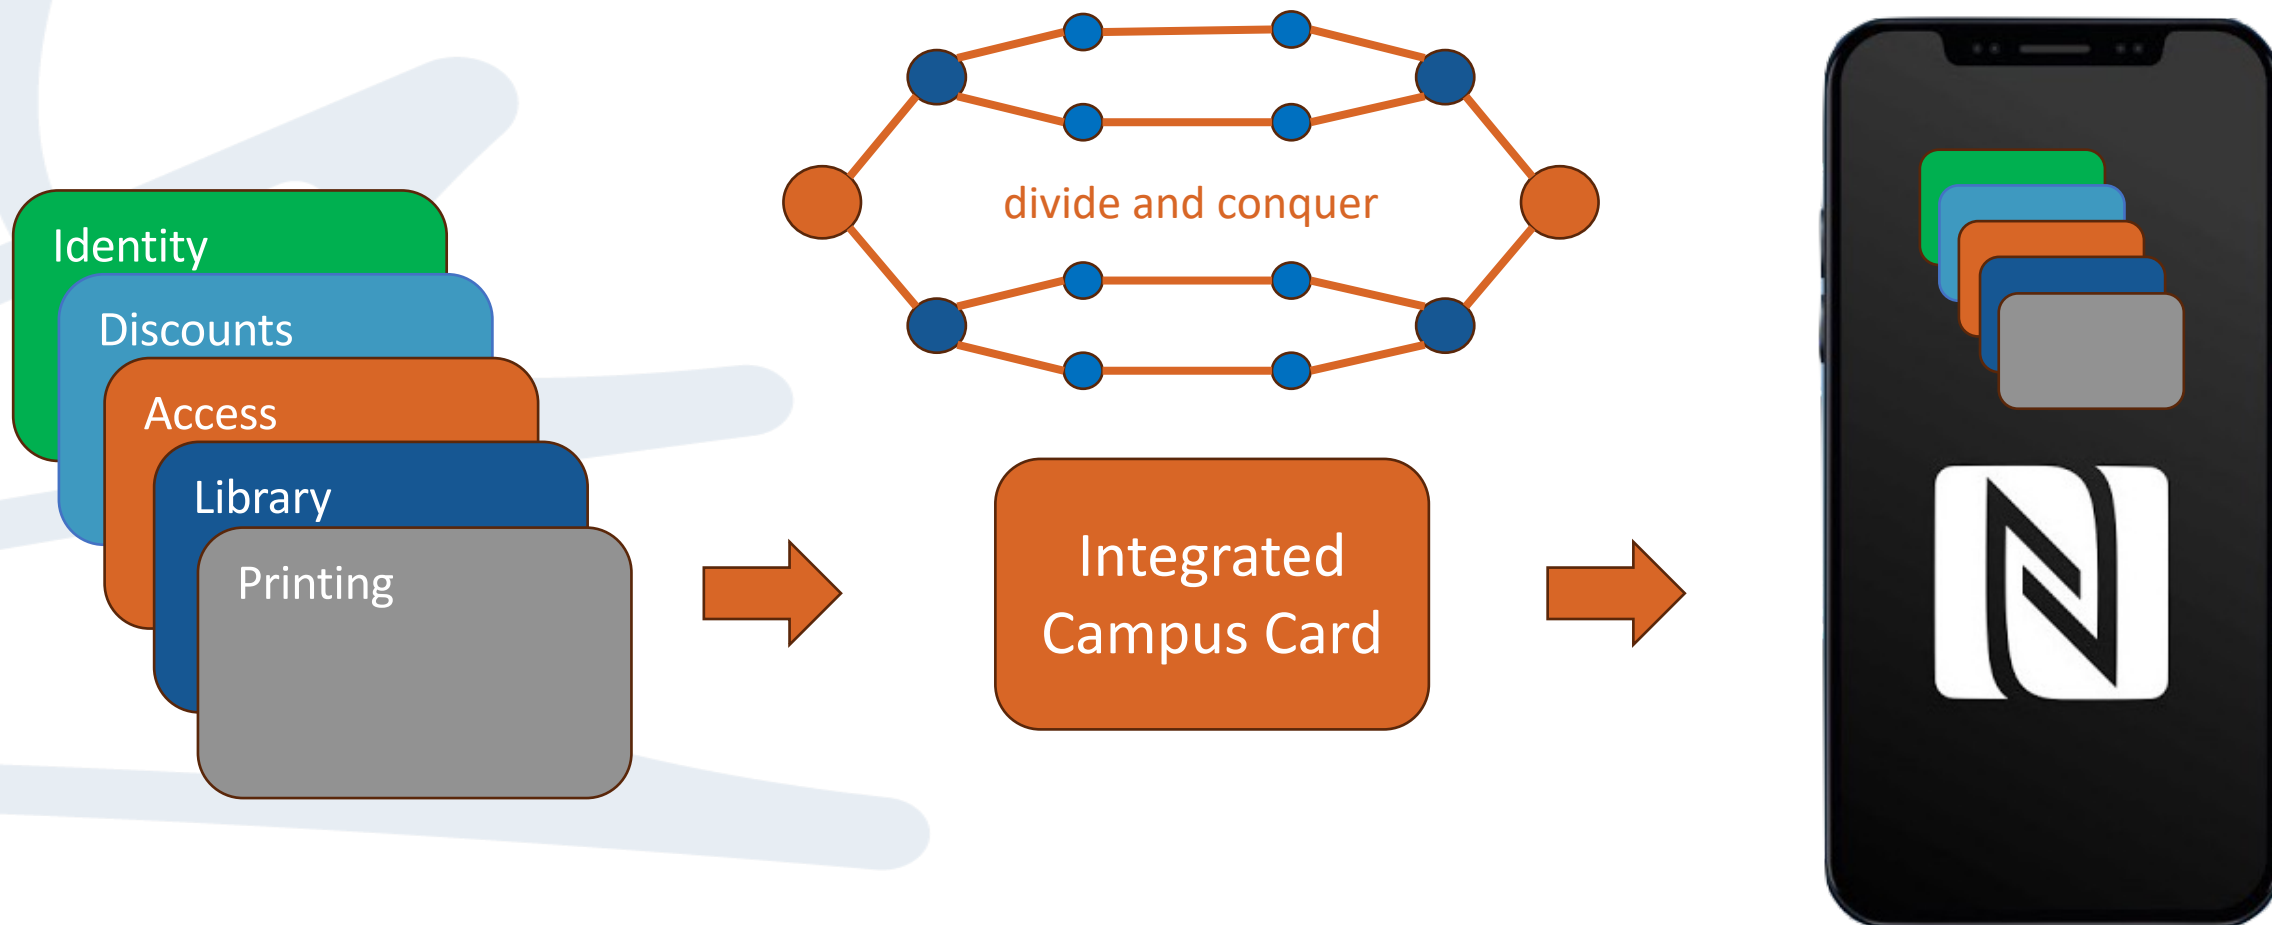 Identity
Discounts
Access
Library
Printing
divide and conquer
Integrated
Campus Card